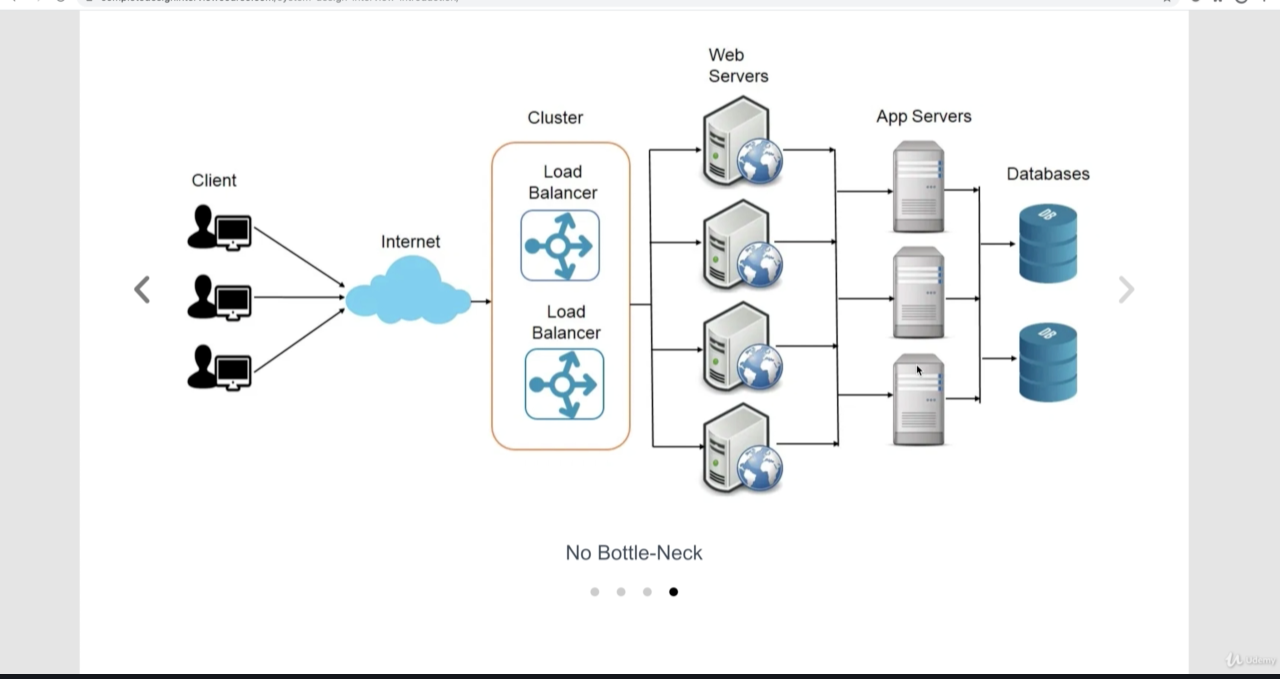 Web
Servers
Cluster
App Servers
Load
Balancer
Client
Databases
DB
Internet
Load
Balancer
DB
No Bottle-Neck
Udemy